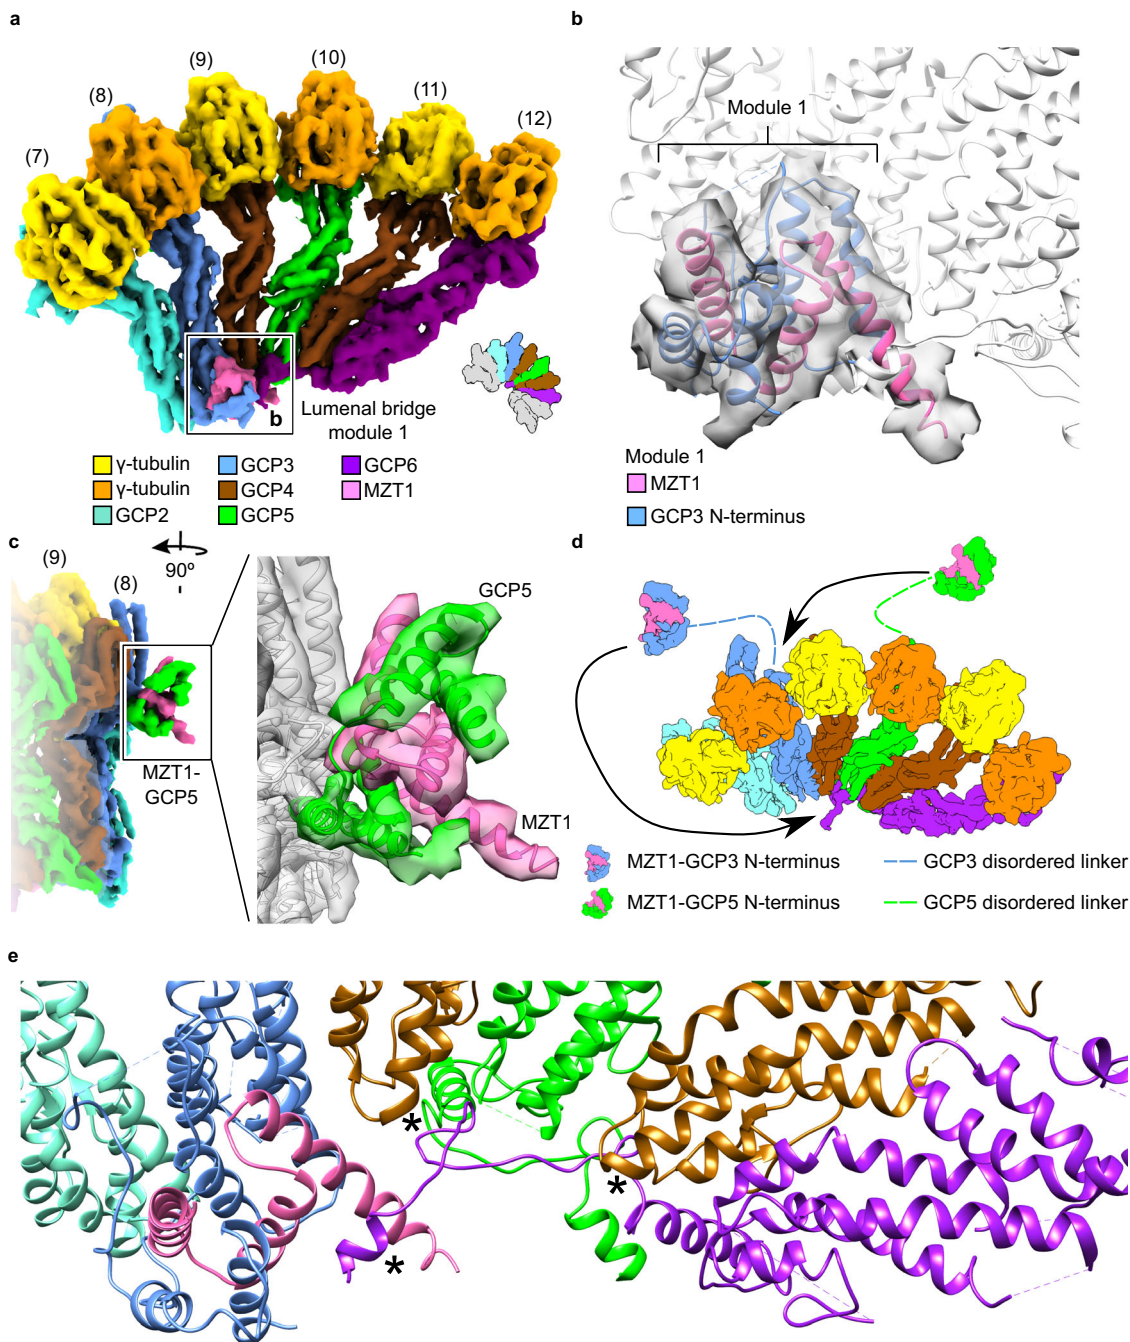 a
(7)
(8)
(9)
(10)
(11)
(12)
b
Lumenal bridge
module 1
γ-tubulin
γ-tubulin
GCP2
GCP3
GCP4
GCP5
GCP6
MZT1
b
Module 1
Module 1
MZT1
GCP3 N-terminus
c
90º
(9)
(8)
MZT1-
GCP5
GCP5
MZT1
d
MZT1-GCP3 N-terminus
MZT1-GCP5 N-terminus
GCP3 disordered linker
GCP5 disordered linker
e
*
*
*